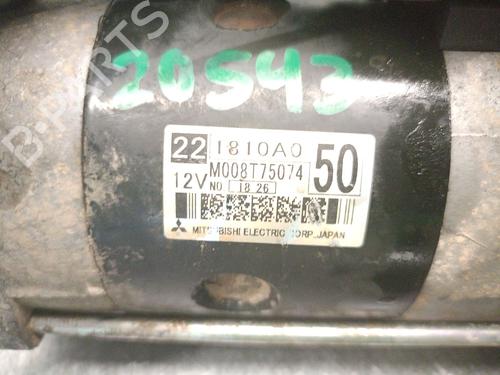 B-PARTS
20543
22 1810A0
M008T75074 50
12V NO 18 26
MITSUBISHI ELECTRIC CORP. JAPAN